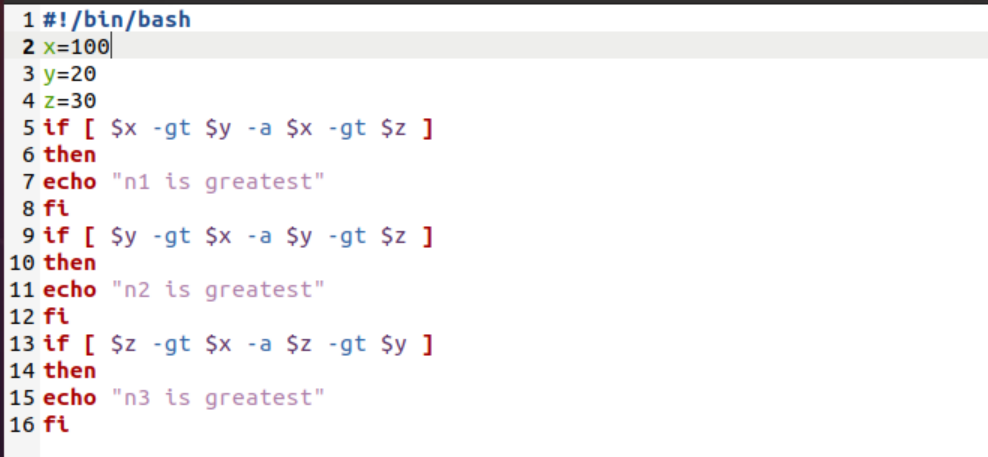 1 #!/bin/bash
2 x=100
3 y=20
4 z=30
5 if [ $x -gt $y -a $x -gt $z ]
6 then
7 echo "n1 is greatest"
8 fi
9 if [ $y -gt $x -a $y -gt $z ]
10 then
11 echo "n2 is greatest"
12 fi
13 if [ $z -gt $x -a $z -gt $y ]
14 then
15 echo "n3 is greatest"
16 fi